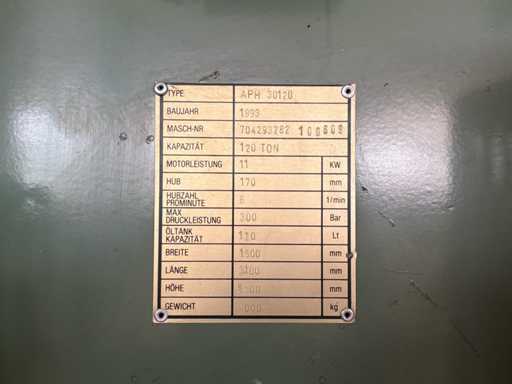 TYPE APH 30120
BAUJAHR 1993
MASCH-NR 704293282 100609
KAPAZITÄT 120 TON
MOTORLEISTUNG 11 KW
HUB 170 mm
HUBZAHL
PROMINUTE 6 1/min
MAX.
DRUCKLEISTUNG 300 Bar
ÖLTANK
KAPAZITÄT 110 Lt
BREITE 1500 mm
LÄNGE mm
HÖHE mm
GEWICHT kg